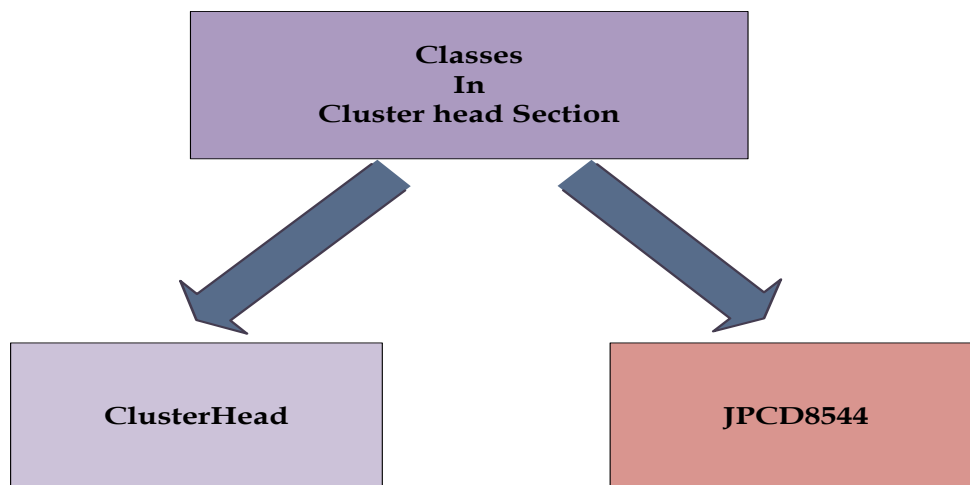 Classes
In
Cluster head Section
ClusterHead
JPCD8544